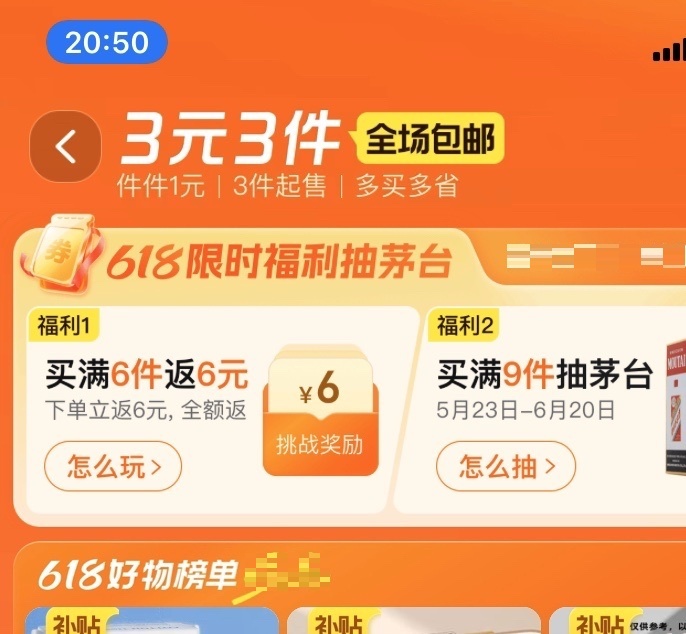 20:50
3元3件 全场包邮
件件1元｜3件起售｜多买多省
券
618限时福利抽茅台
福利1
买满6件返6元
下单立返6元, 全额返
怎么玩>
¥6
挑战奖励
福利2
买满9件抽茅台
5月23日-6月20日
怎么抽>
MOUTAI
618好物榜单
补贴
补贴
补贴
仅供参考，以